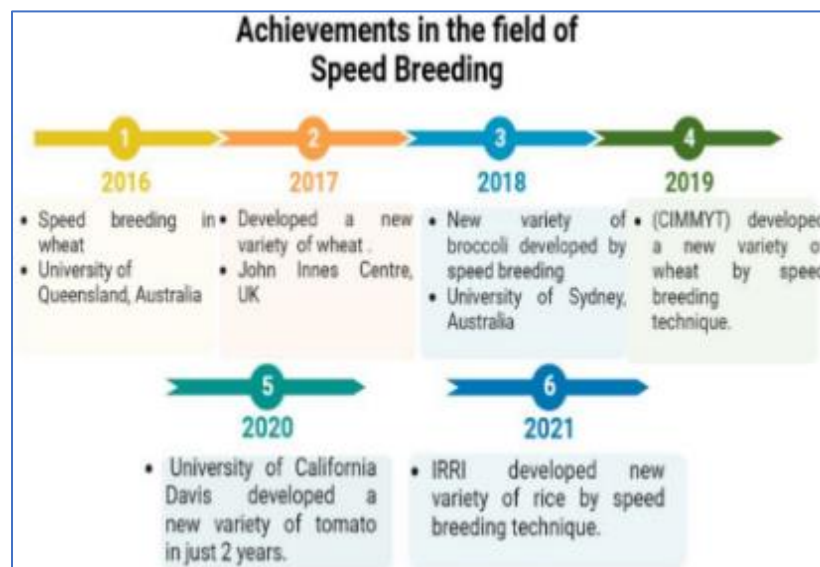 Achievements in the field of
Speed Breeding
1
2
3
4
2016
2017
2018
2019
• Speed breeding in
wheat
• University of
Queensland, Australia
• Developed a new
variety of wheat .
• John Innes Centre,
UK
• New variety of
broccoli developed by
speed breeding
• University of Sydney,
Australia
• (CIMMYT) developed
a new variety of
wheat by speed
breeding
technique.
5
6
2020
2021
• University of California
Davis developed a
new variety of tomato
in just 2 years.
• IRRI developed new
variety of rice by speed
breeding technique.